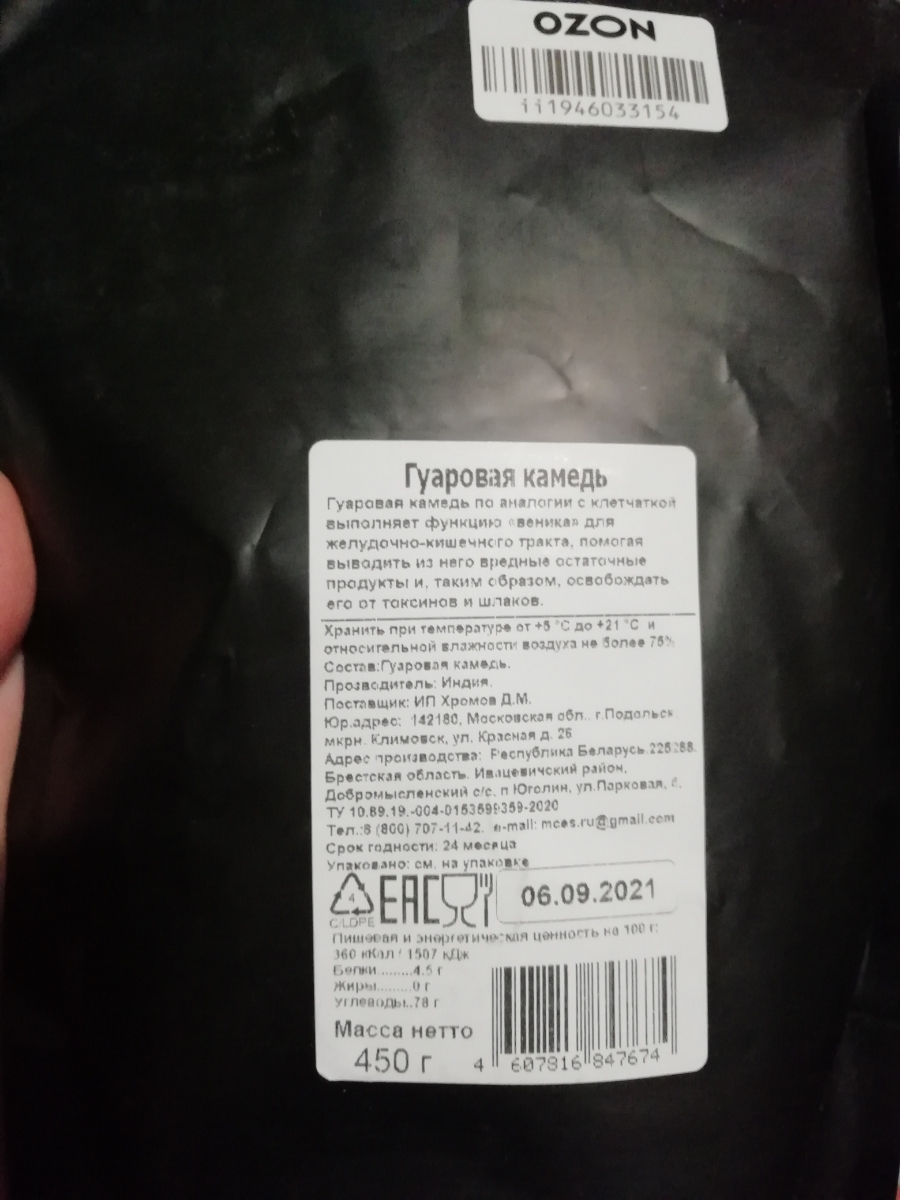 OZON
ii1946033154
Гуаровая камедь
Гуаровая камедь по аналогии с клетчаткой
выполняет функцию «веника» для
желудочно-кишечного тракта, помогая
выводить из него вредные остаточные
продукты и, таким образом, освобождать
его от токсинов и шлаков.
Хранить при температуре от +5 °C до +21 °C и
относительной влажности воздуха не более 75%
Состав:Гуаровая камедь.
Прозводитель: Индия.
Поставщик: ИП Хромов Д.М.
Юр.адрес: 142180, Московская обл., г.Подольск
мкрн. Климовск, ул. Красная д. 26
Адрес производства: Республика Беларусь.
Брестская область. Ивацевичский район,
Добромысленский с/с. п Юголин, ул.Парковая,
ТУ 10.89.19.-004-0153599359-2020
Тел.:8 (800) 707-11-42. e-mail: mces.ru@gmail.com
Срок годности: 24 месяца
Упаковано: см. на упаковке
4
C/LDPE
EAC
06.09.2021
Пищевая и энергетическая ценность на 100 г:
360 кКал / 1507 кДж
Белки.........4.5 г
Жиры.........0 г
Углеводы..78 г
Масса нетто
450 г
4 607816 847674